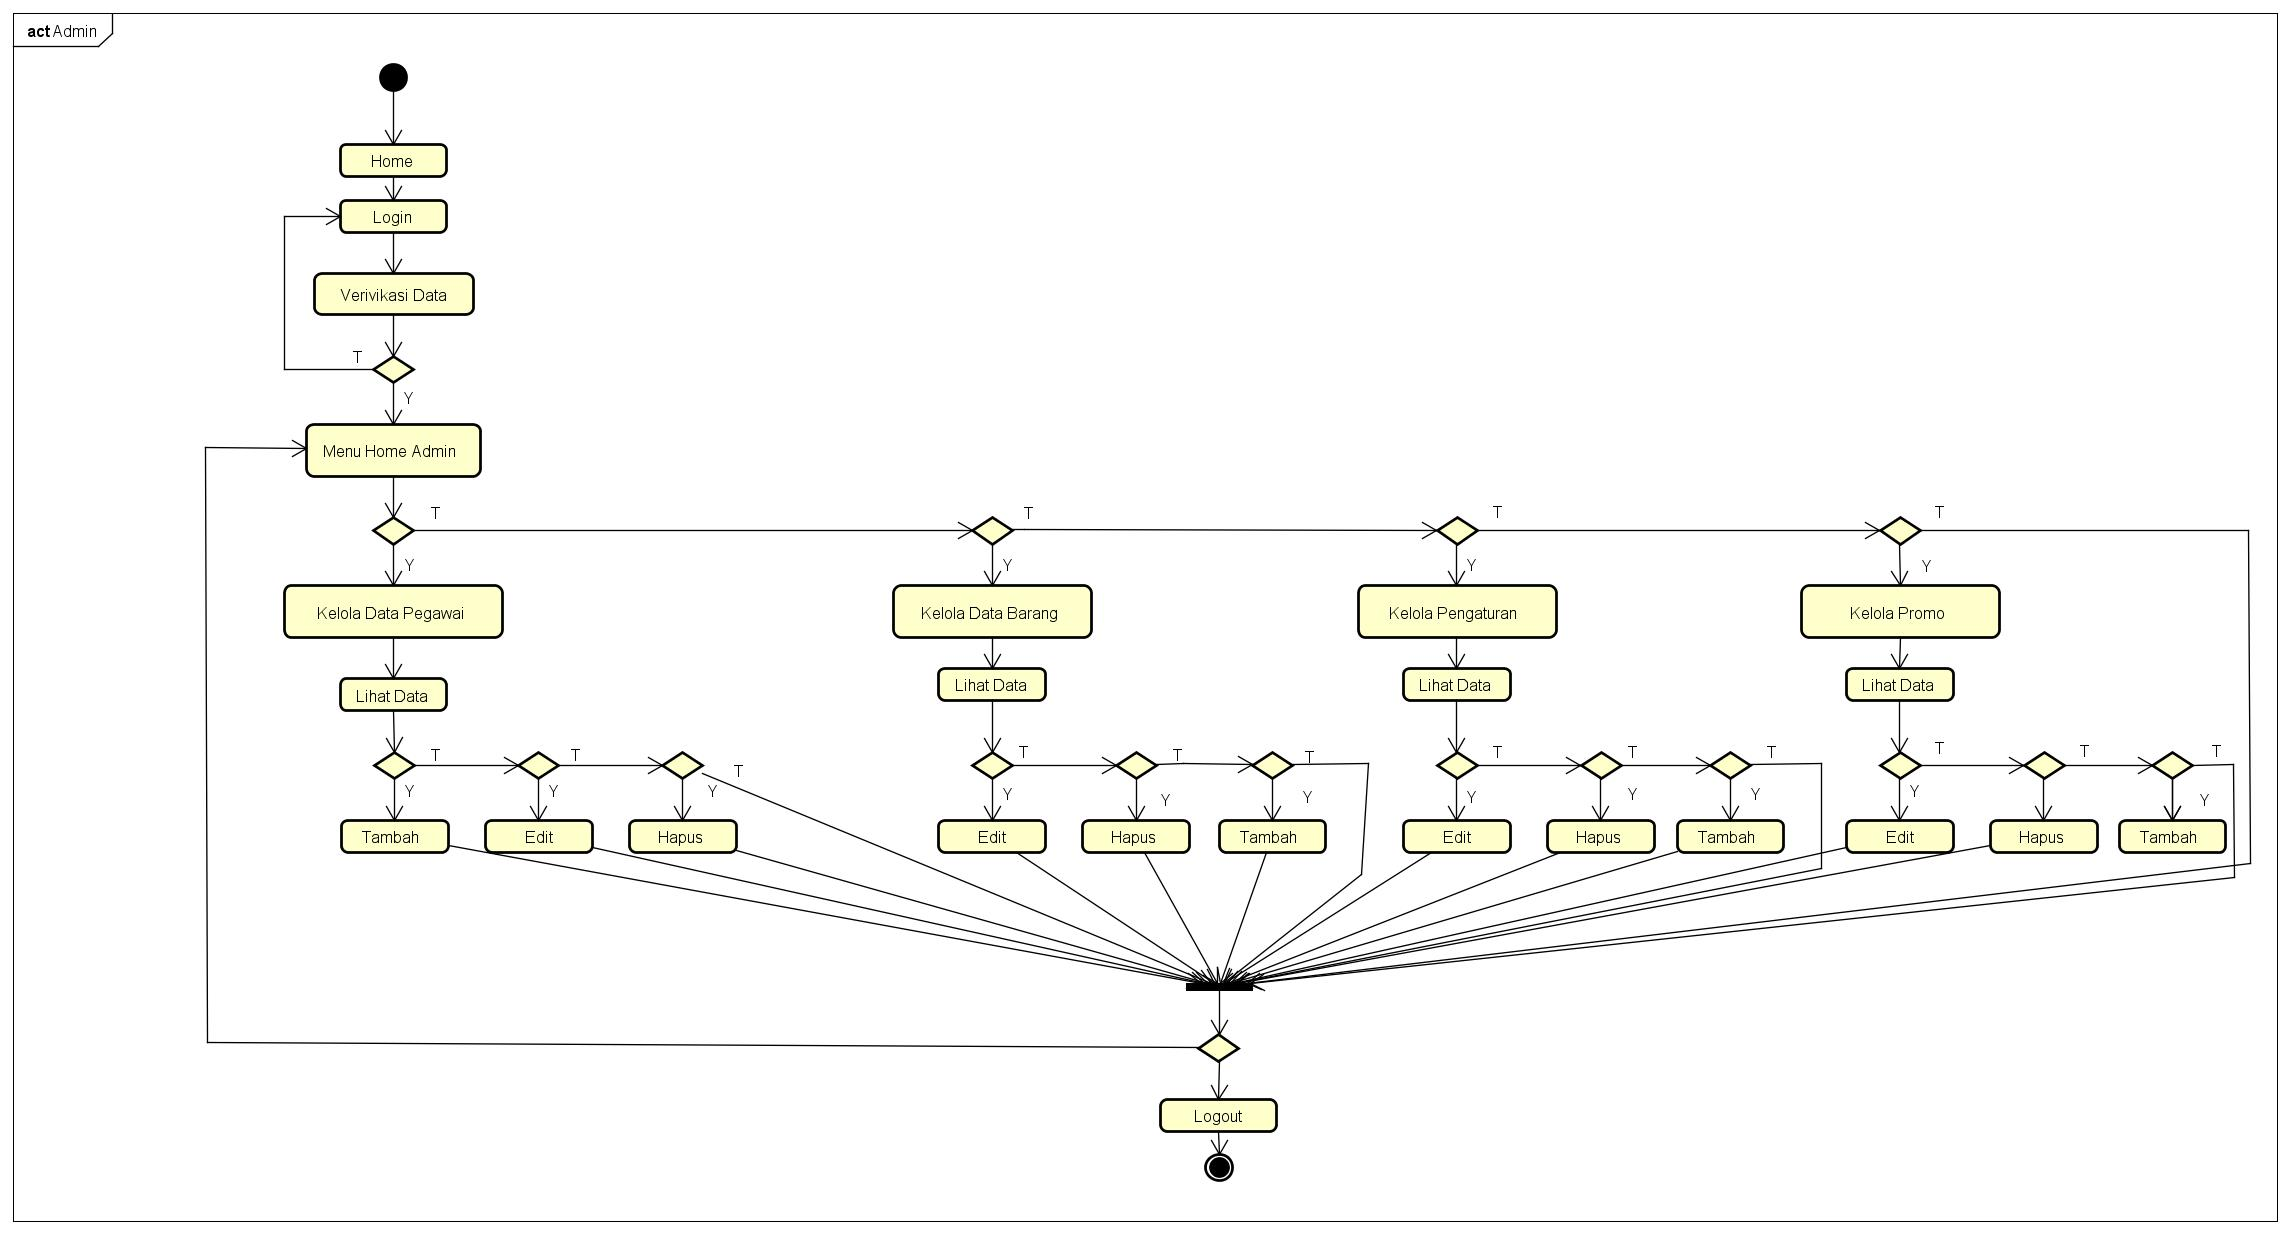 act Admin
Home
Login
Verivikasi Data
T
Y
Menu Home Admin
T
T
T
T
Y
Y
Y
Y
Kelola Data Pegawai
Kelola Data Barang
Kelola Pengaturan
Kelola Promo
Lihat Data
Lihat Data
Lihat Data
Lihat Data
T
T
T
T
T
T
T
T
T
T
T
T
Y
Y
Y
Y
Y
Y
Y
Y
Y
Y
Y
Tambah
Edit
Hapus
Edit
Hapus
Tambah
Edit
Hapus
Tambah
Edit
Hapus
Tambah
Logout